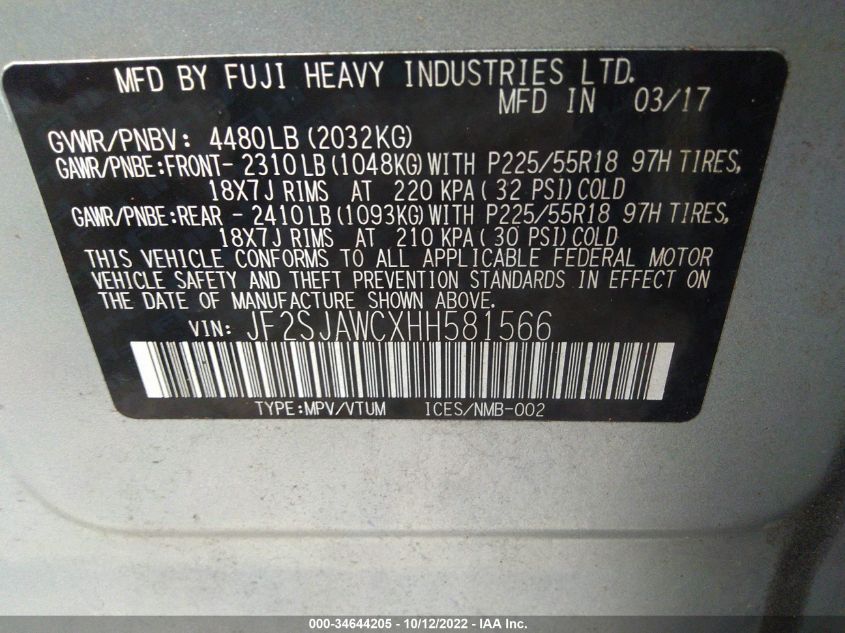 MFD BY FUJI HEAVY INDUSTRIES LTD.
MFD IN 03/17
GVWR/PNBV: 4480LB(2032KG)
GAWR/PNBE:FRONT- 2310LB(1048KG)WITH P225/55R18 97H TIRES,
18X7J RIMS AT 220 KPA( 32 PSI)COLD
GAWR/PNBE:REAR - 2410LB(1093KG)WITH P225/55R18 97H TIRES,
18X7J RIMS AT 210 KPA( 30 PSI)COLD
THIS VEHICLE CONFORMS TO ALL APPLICABLE FEDERAL MOTOR
VEHICLE SAFETY AND THEFT PREVENTION STANDARDS IN EFFECT ON
THE DATE OF MANUFACTURE SHOWN ABOVE.
VIN: JF2SJAWCXHH581566
TYPE:MPV/VTUM ICES/NMB-002
000-34644205 - 10/12/2022 - IAA Inc.